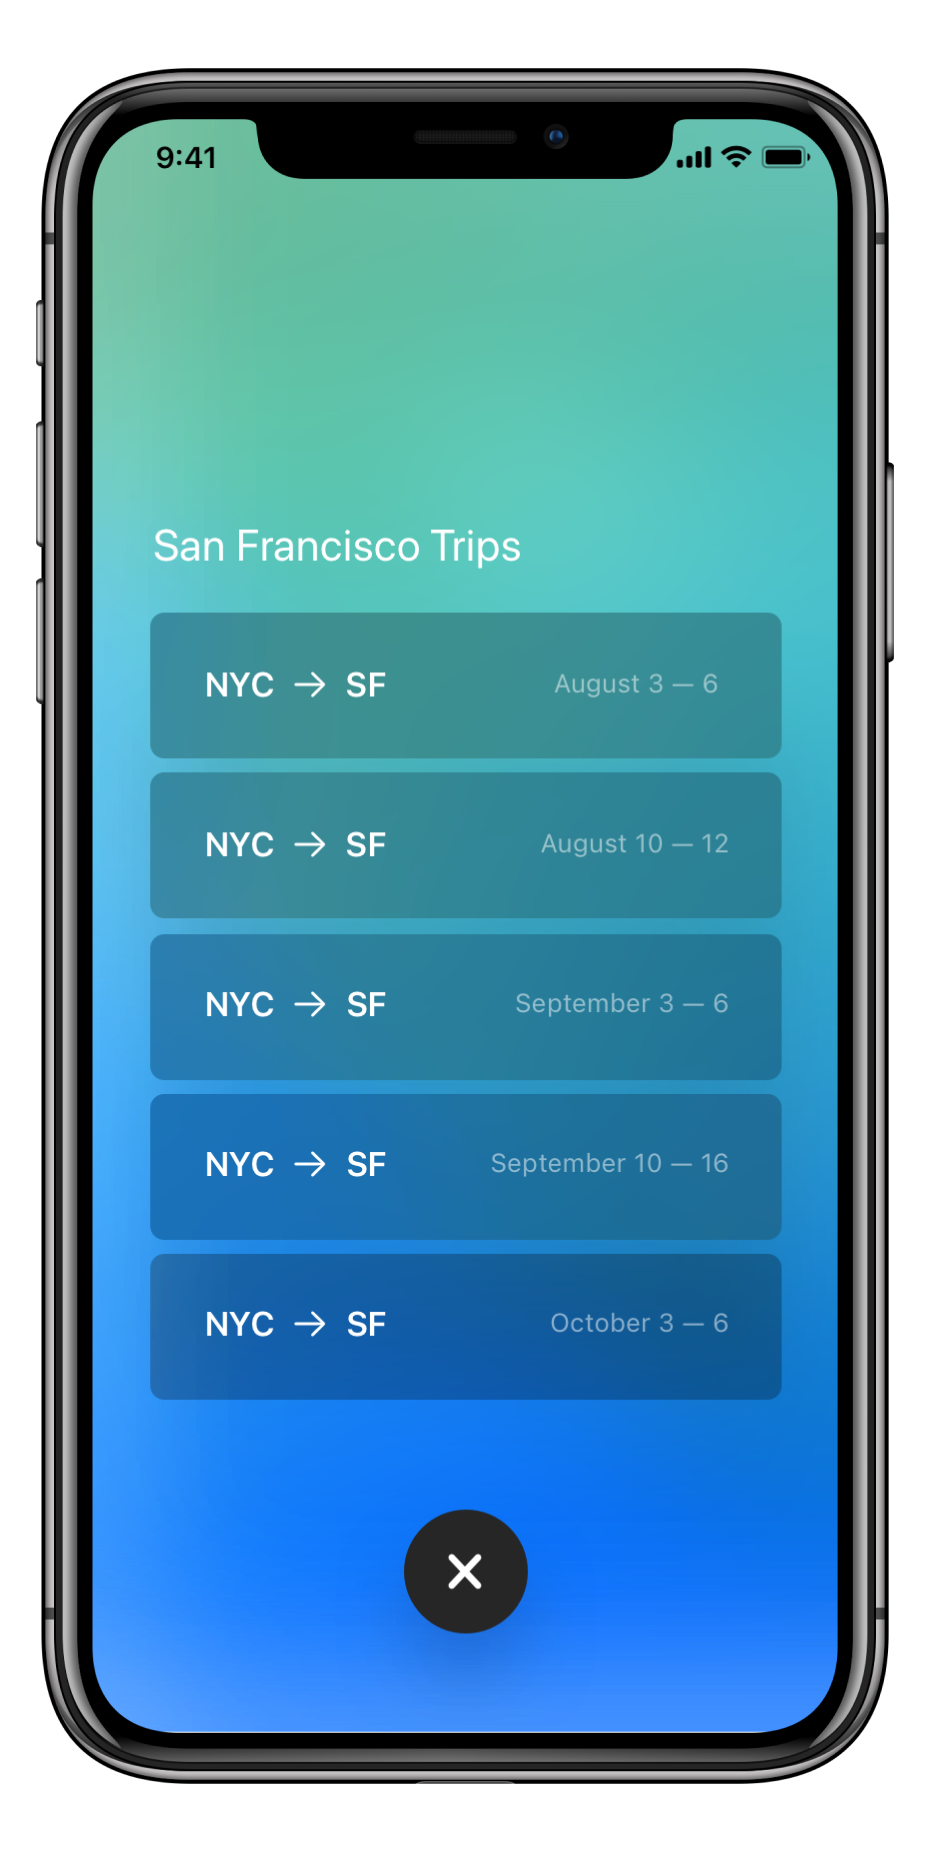 9:41
San Francisco Trips
NYC → SF August 3 — 6
NYC → SF August 10 — 12
NYC → SF September 3 — 6
NYC → SF September 10 — 16
NYC → SF October 3 — 6